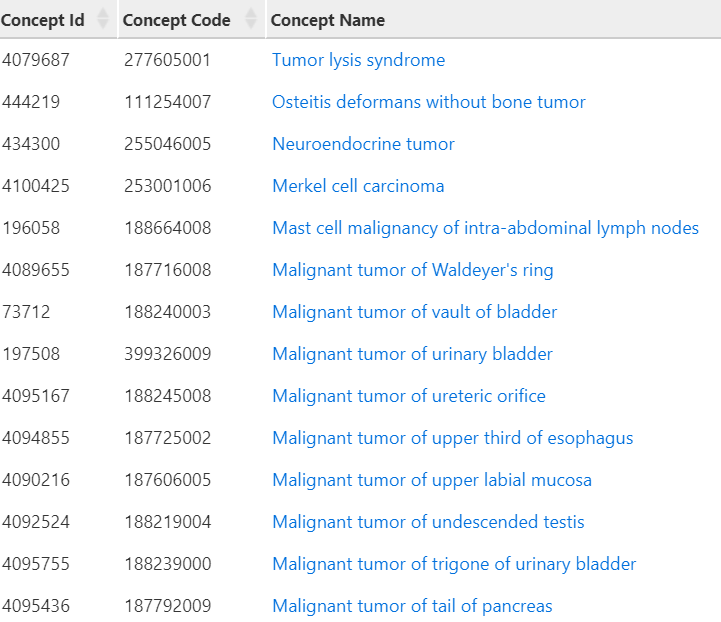 Concept Id Concept Code Concept Name
4079687 277605001 Tumor lysis syndrome
444219 111254007 Osteitis deformans without bone tumor
434300 255046005 Neuroendocrine tumor
4100425 253001006 Merkel cell carcinoma
196058 188664008 Mast cell malignancy of intra-abdominal lymph nodes
4089655 187716008 Malignant tumor of Waldeyer's ring
73712 188240003 Malignant tumor of vault of bladder
197508 399326009 Malignant tumor of urinary bladder
4095167 188245008 Malignant tumor of ureteric orifice
4094855 187725002 Malignant tumor of upper third of esophagus
4090216 187606005 Malignant tumor of upper labial mucosa
4092524 188219004 Malignant tumor of undescended testis
4095755 188239000 Malignant tumor of trigone of urinary bladder
4095436 187792009 Malignant tumor of tail of pancreas